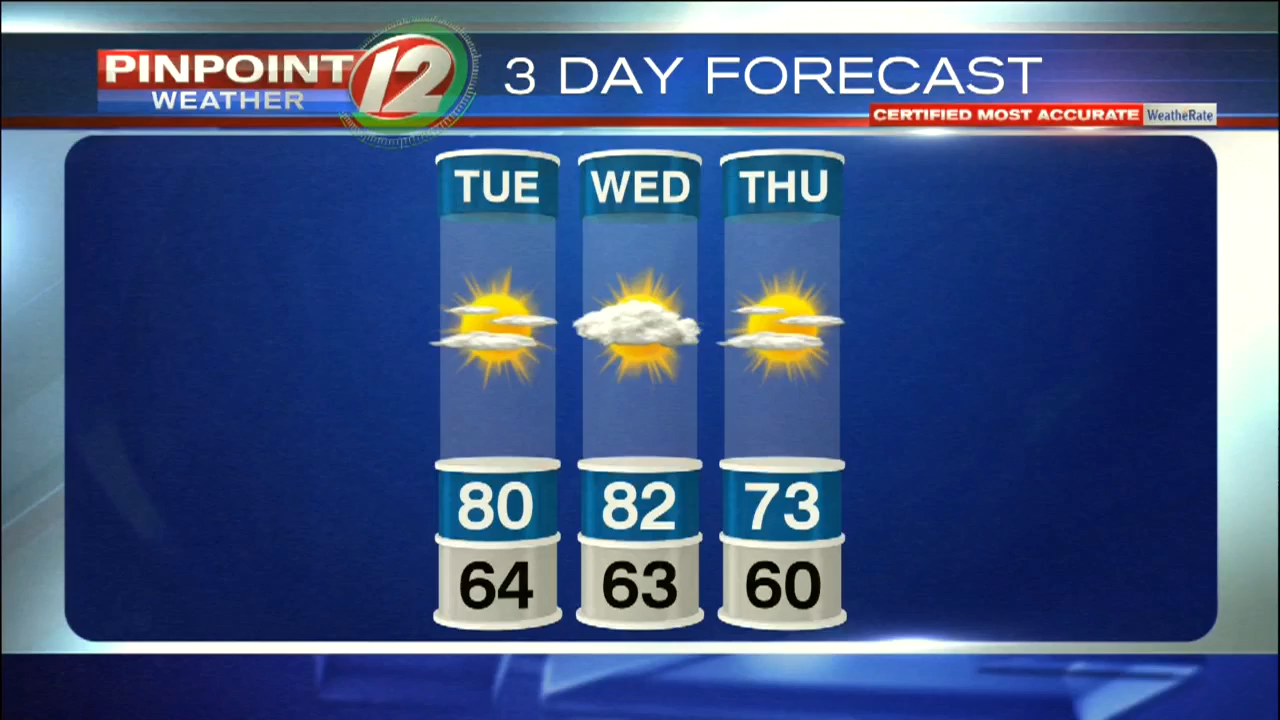 PINPOINT 12
WEATHER
3 DAY FORECAST
CERTIFIED MOST ACCURATE WeatheRate
TUE WED THU
80 82 73
64 63 60